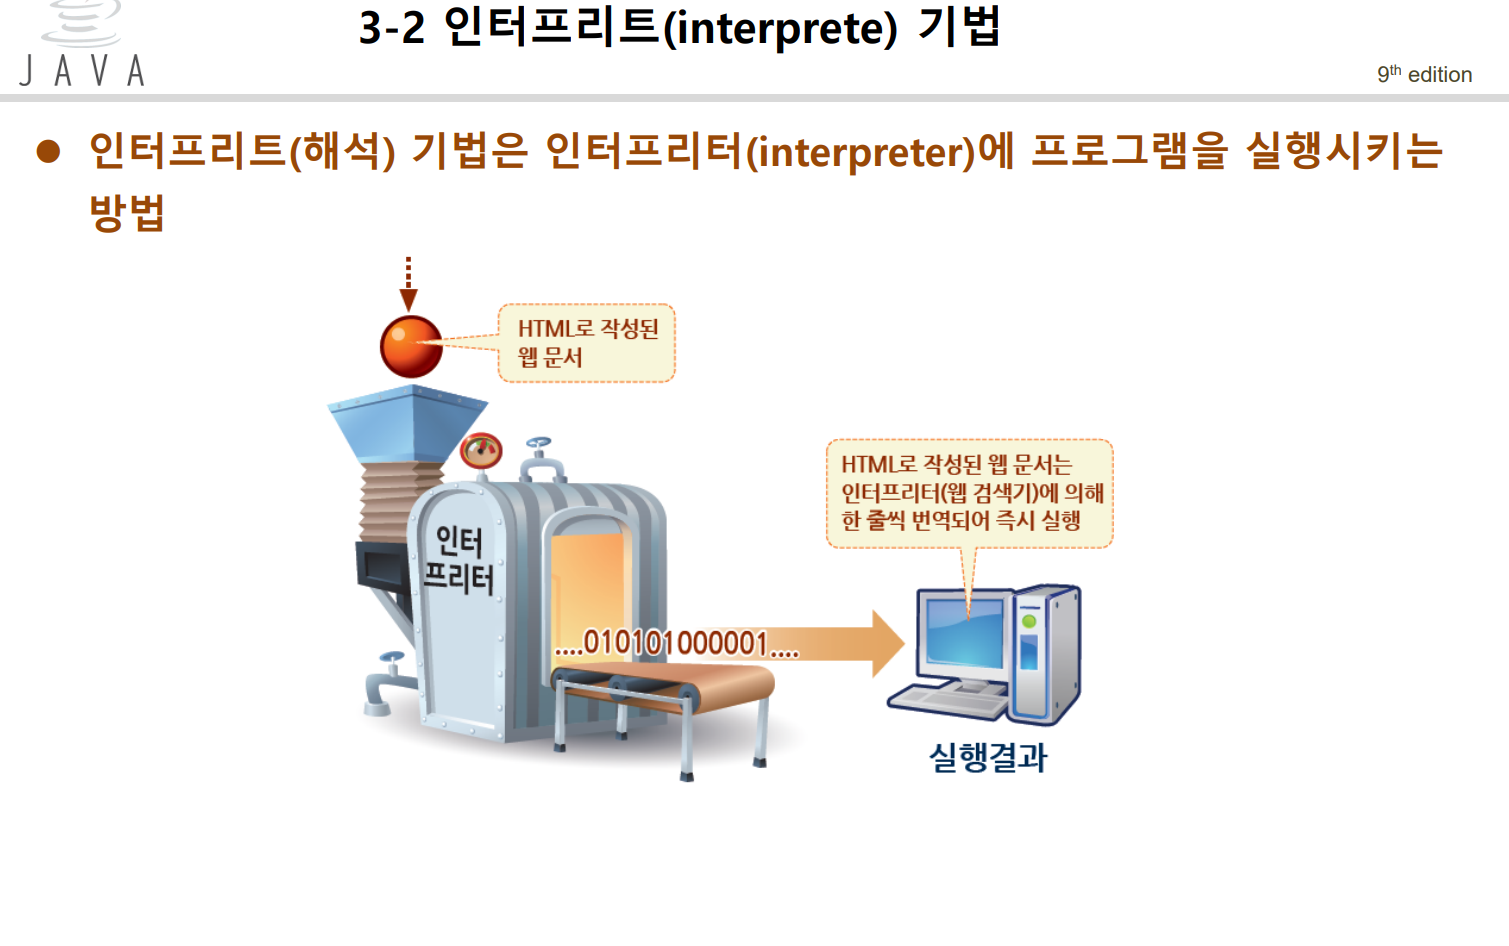 3-2 인터프리트(interprete) 기법
JAVA
9th edition
● 인터프리트(해석) 기법은 인터프리터(interpreter)에 프로그램을 실행시키는
방법
HTML로 작성된
웹 문서
HTML로 작성된 웹 문서는
인터프리터(웹 검색기)에 의해
한 줄씩 번역되어 즉시 실행
인터
프리터
....010101000001....
실행결과